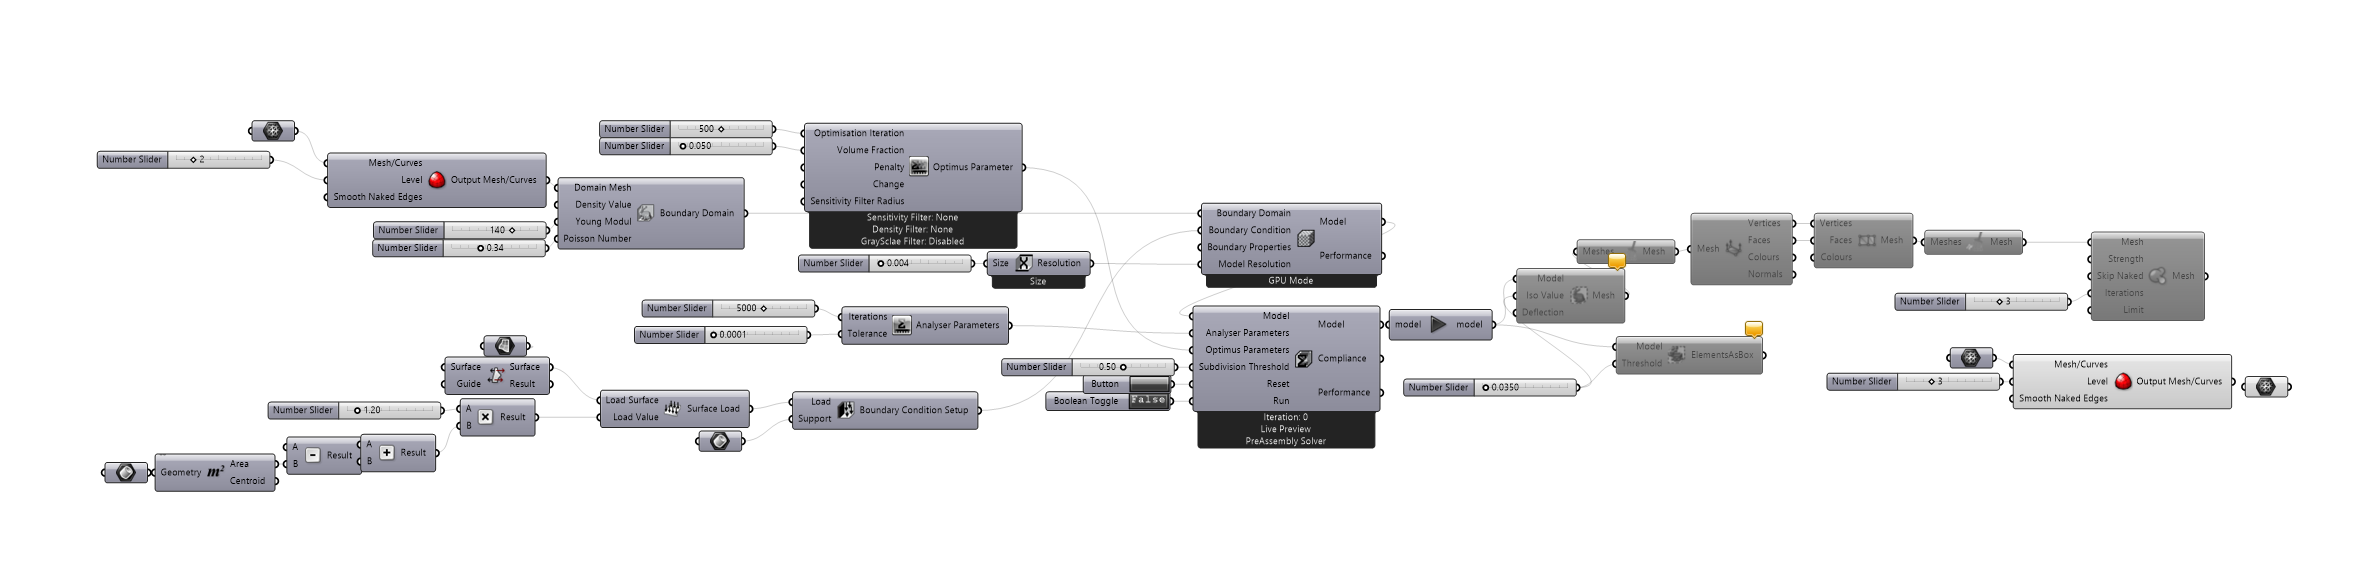 Number Slider 2
Mesh/Curves
Level
Smooth Naked Edges
Output Mesh/Curves
Number Slider 140
Number Slider 0.34
Domain Mesh
Density Value
Young Modul
Poisson Number
Boundary Domain
Number Slider 500
Number Slider 0.050
Optimisation Iteration
Volume Fraction
Penalty
Change
Sensitivity Filter Radius
Optimus Parameter
Sensitivity Filter: None
Density Filter: None
GraySclae Filter: Disabled
Number Slider 0.004
Size
Resolution
Size
Number Slider 5000
Number Slider 0.0001
Iterations
Tolerance
Analyser Parameters
Surface
Guide
Surface
Result
Number Slider 1.20
A
B
Result
Geometry
m²
Area
Centroid
A
B
Result
A
B
Result
Load Surface
Load Value
Surface Load
Load
Support
Boundary Condition Setup
Boundary Domain
Boundary Condition
Boundary Properties
Model Resolution
Model
Performance
GPU Mode
Number Slider 0.50
Button
Boolean Toggle False
Model
Analyser Parameters
Optimus Parameters
Subdivision Threshold
Reset
Run
Model
Compliance
Performance
Iteration: 0
Live Preview
PreAssembly Solver
model
model
Number Slider 0.0350
Model
Iso Value
Deflection
Mesh
Meshes
Mesh
Model
Threshold
ElementsAsBox
Mesh
Vertices
Faces
Colours
Normals
Vertices
Faces
Colours
Mesh
Meshes
Mesh
Number Slider 3
Mesh
Strength
Skip Naked
Iterations
Limit
Mesh
Number Slider 3
Mesh/Curves
Level
Smooth Naked Edges
Output Mesh/Curves